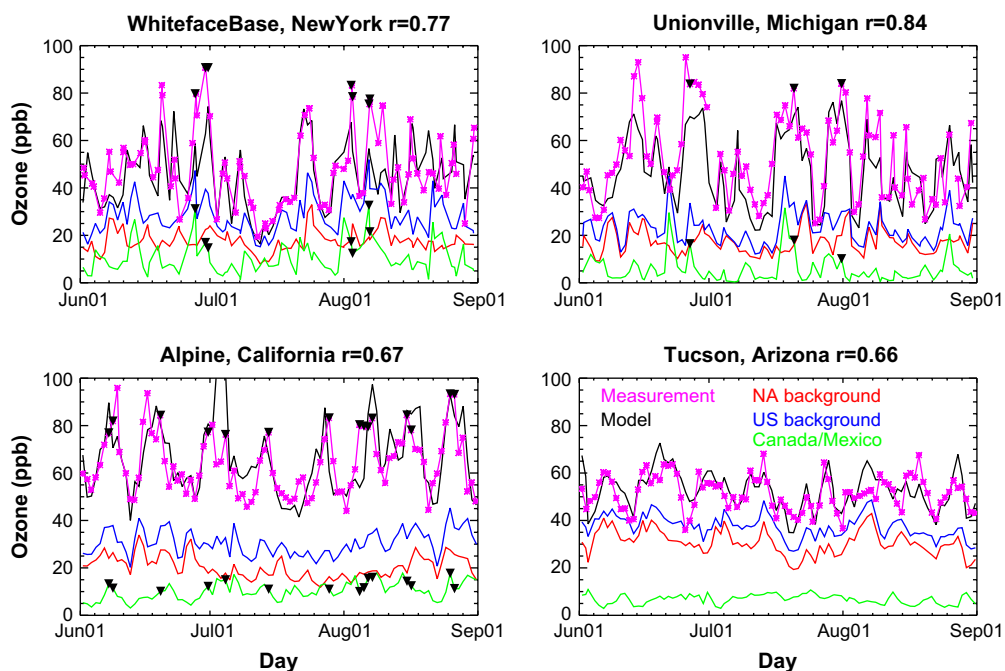 WhitefaceBase, NewYork r=0.77
Unionville, Michigan r=0.84
Ozone (ppb)
100
80
60
40
20
0
Jun01 Jul01 Aug01 Sep01
100
80
60
40
20
0
Jun01 Jul01 Aug01 Sep01
Alpine, California r=0.67
Tucson, Arizona r=0.66
Ozone (ppb)
100
80
60
40
20
0
Jun01 Jul01 Aug01 Sep01
Day
100
80
60
40
20
0
Measurement NA background
Model US background
Canada/Mexico
Jun01 Jul01 Aug01 Sep01
Day